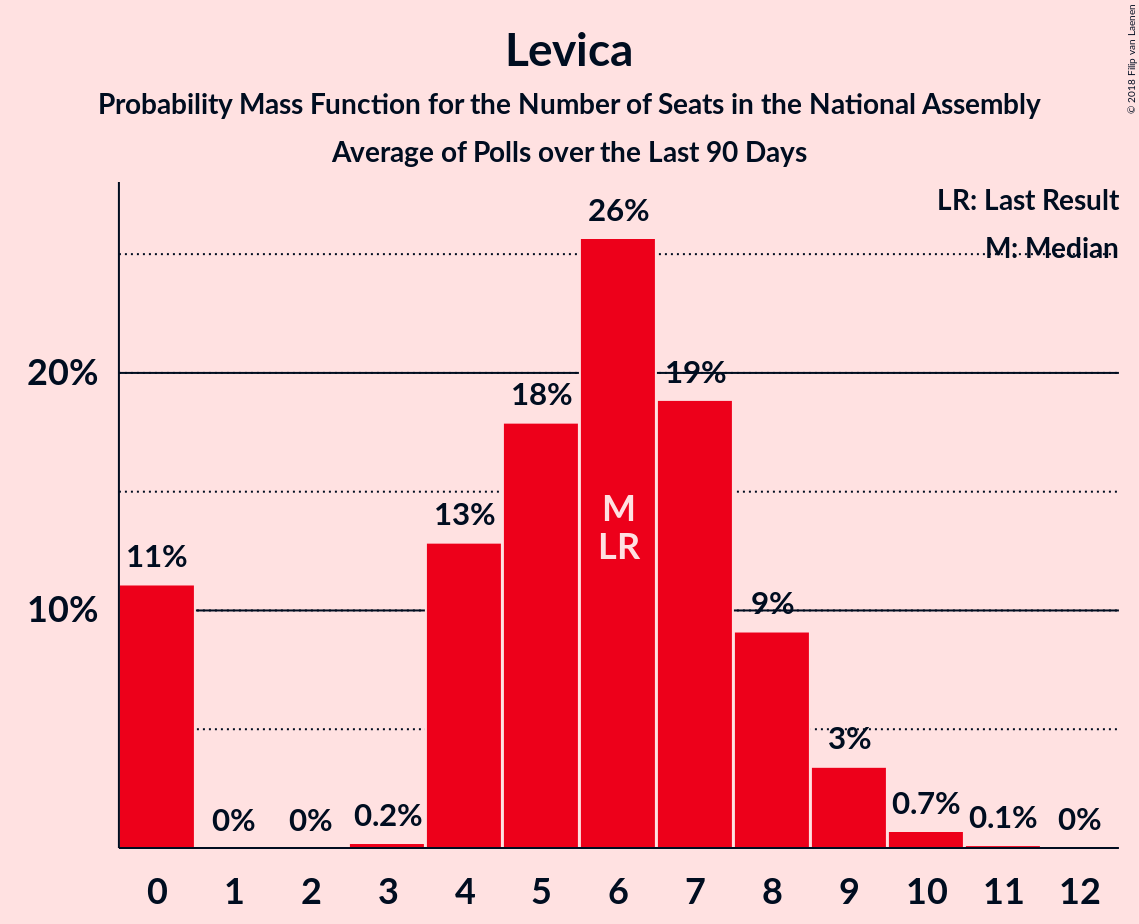 Levica
Probability Mass Function for the Number of Seats in the National Assembly
Average of Polls over the Last 90 Days
© 2018 Filip van Laenen
LR: Last Result
M: Median
26%
20%
19%
18%
M
13%
LR
11%
10%
9%
3%
0.7%
0.2%
0.1%
0%
0%
0%
0 1 2 3 4 5 6 7 8 9 10 11 12